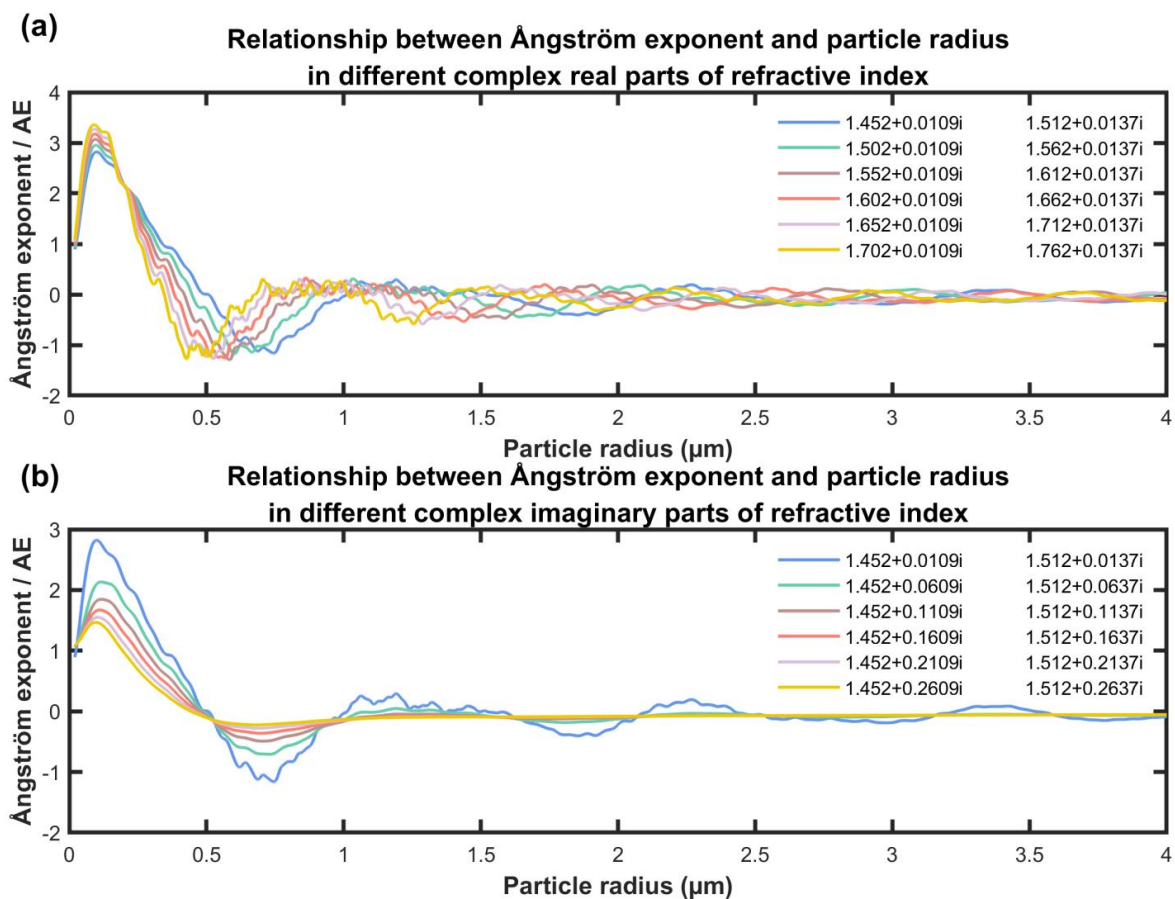 (a)
Relationship between Ångström exponent and particle radius
in different complex real parts of refractive index
Ångström exponent / AE
4
3
2
1
0
-1
-2
1.452+0.0109i 1.512+0.0137i
1.502+0.0109i 1.562+0.0137i
1.552+0.0109i 1.612+0.0137i
1.602+0.0109i 1.662+0.0137i
1.652+0.0109i 1.712+0.0137i
1.702+0.0109i 1.762+0.0137i
0 0.5 1 1.5 2 2.5 3 3.5 4
Particle radius (μm)
(b)
Relationship between Ångström exponent and particle radius
in different complex imaginary parts of refractive index
Ångström exponent / AE
3
2
1
0
-1
-2
1.452+0.0109i 1.512+0.0137i
1.452+0.0609i 1.512+0.0637i
1.452+0.1109i 1.512+0.1137i
1.452+0.1609i 1.512+0.1637i
1.452+0.2109i 1.512+0.2137i
1.452+0.2609i 1.512+0.2637i
0 0.5 1 1.5 2 2.5 3 3.5 4
Particle radius (μm)